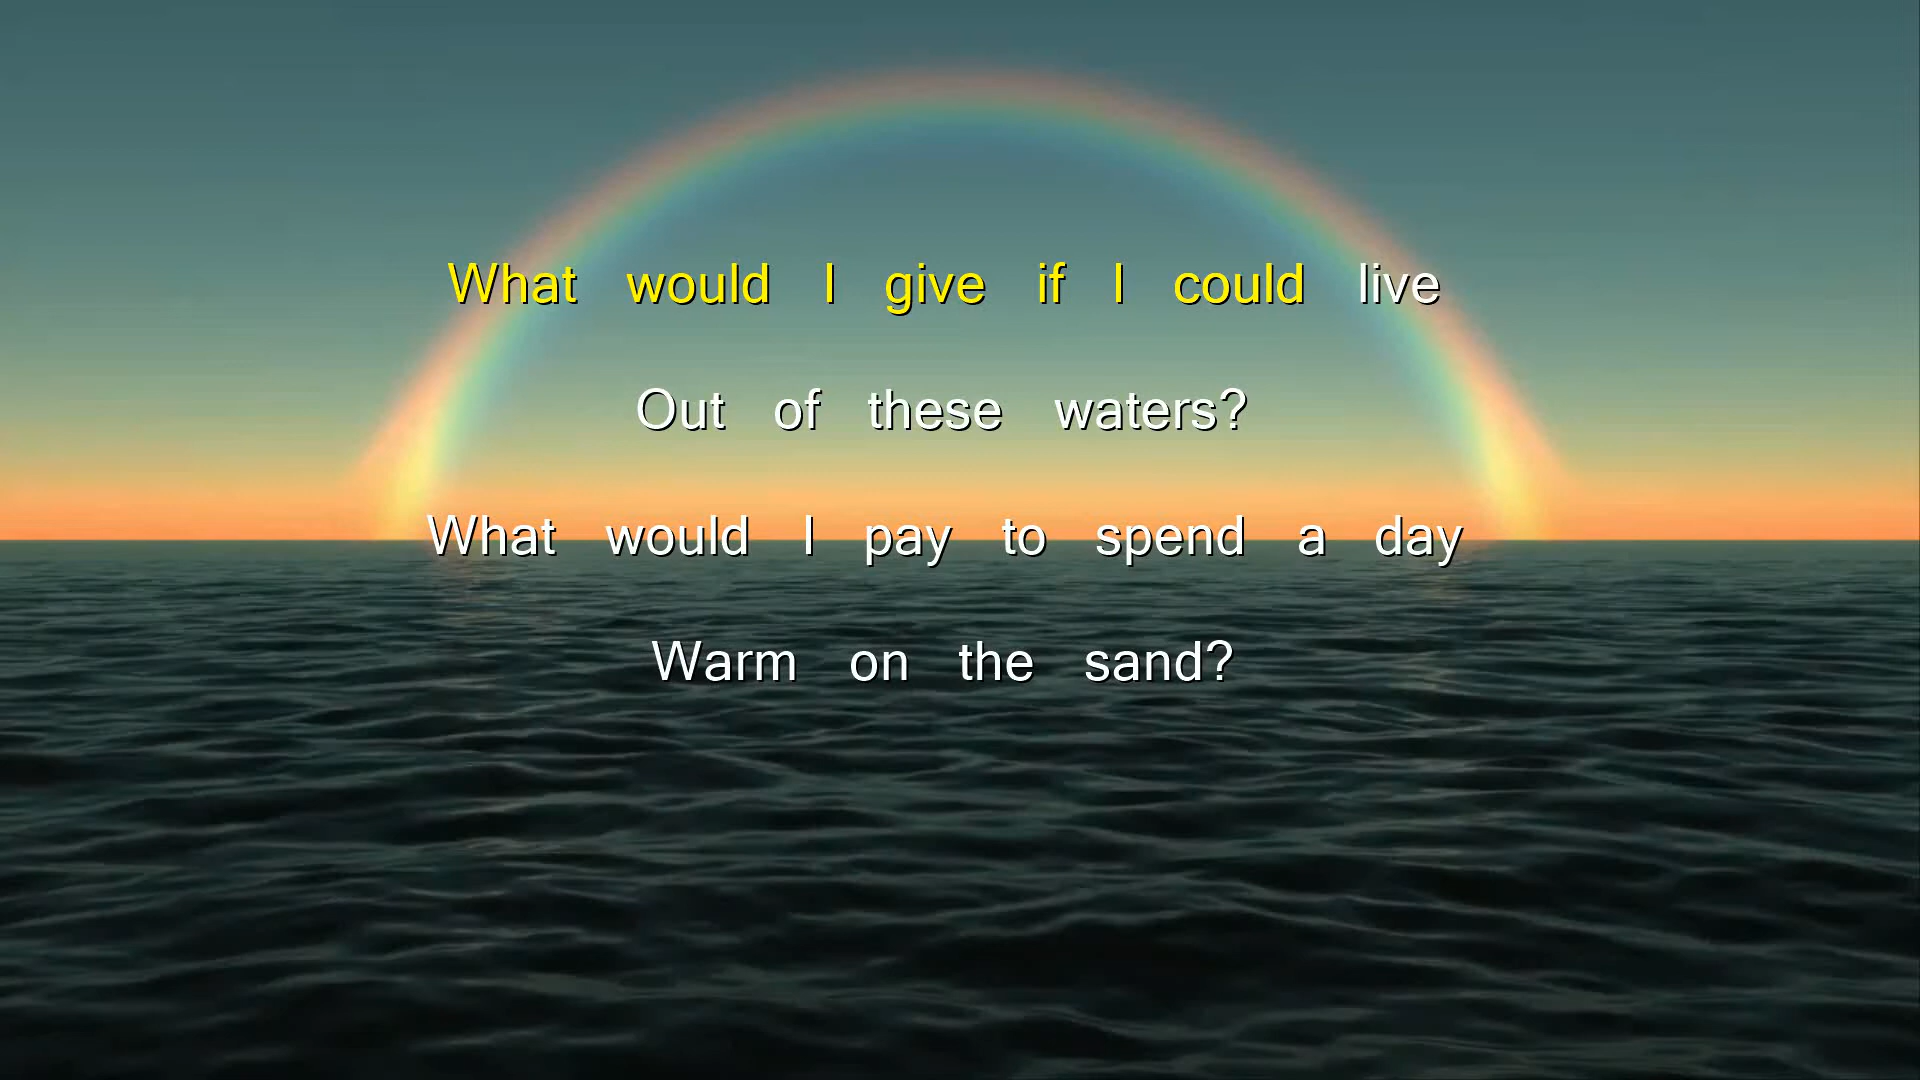 What would I give if I could live
Out of these waters?
What would I pay to spend a day
Warm on the sand?